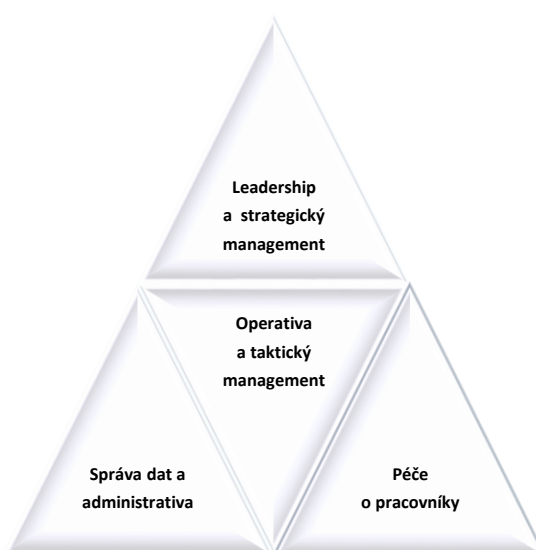 Leadership
a strategický
management
Operativa
a taktický
management
Správa dat a
administrativa
Péče
o pracovníky